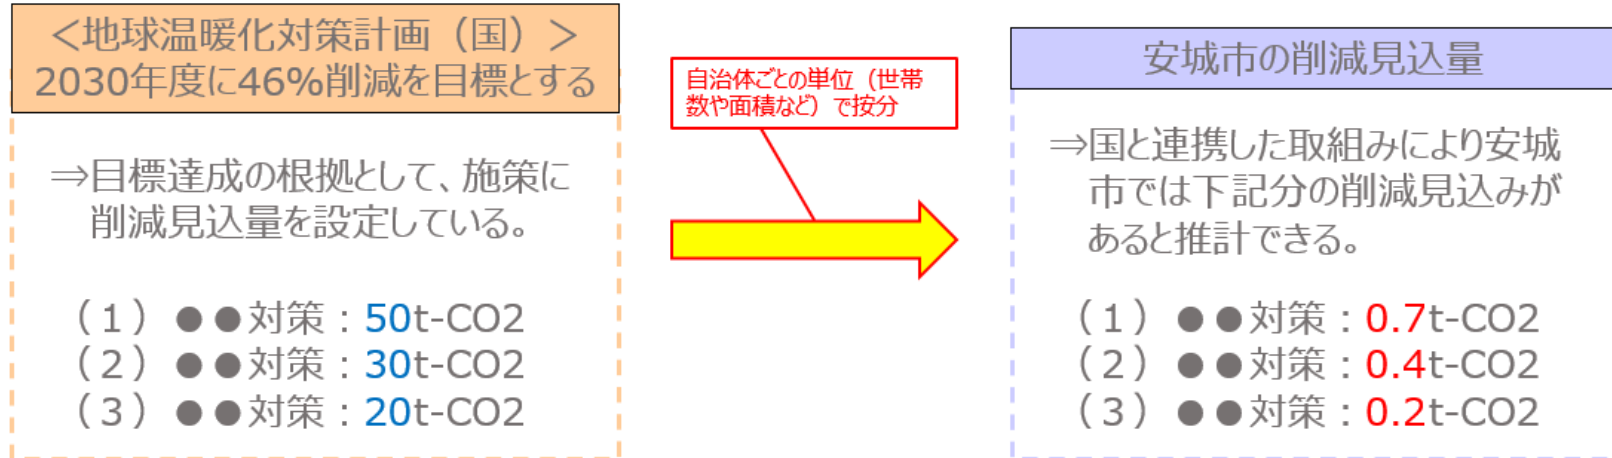 ＜地球温暖化対策計画（国）＞
2030年度に46%削減を目標とする
⇒目標達成の根拠として、施策に
削減見込量を設定している。
（１）●●対策：50t-CO2
（２）●●対策：30t-CO2
（３）●●対策：20t-CO2
自治体ごとの単位（世帯
数や面積など）で按分
安城市の削減見込量
⇒国と連携した取組みにより安城
市では下記分の削減見込みが
あると推計できる。
（１）●●対策：0.7t-CO2
（２）●●対策：0.4t-CO2
（３）●●対策：0.2t-CO2